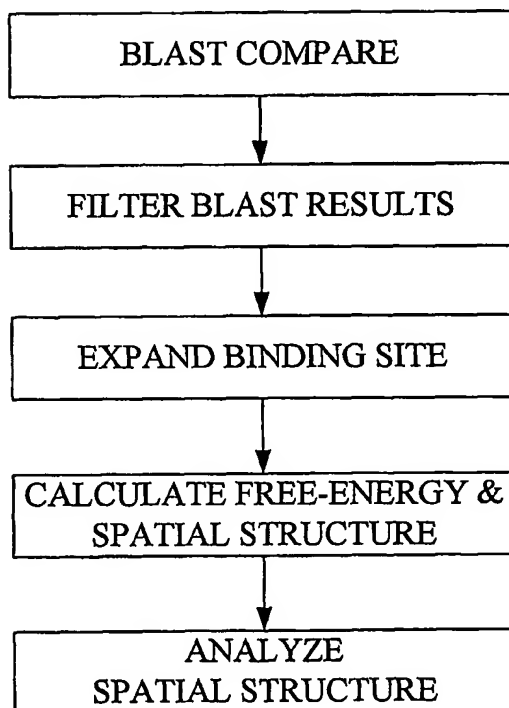 BLAST COMPARE
FILTER BLAST RESULTS
EXPAND BINDING SITE
CALCULATE FREE-ENERGY &
SPATIAL STRUCTURE
ANALYZE
SPATIAL STRUCTURE